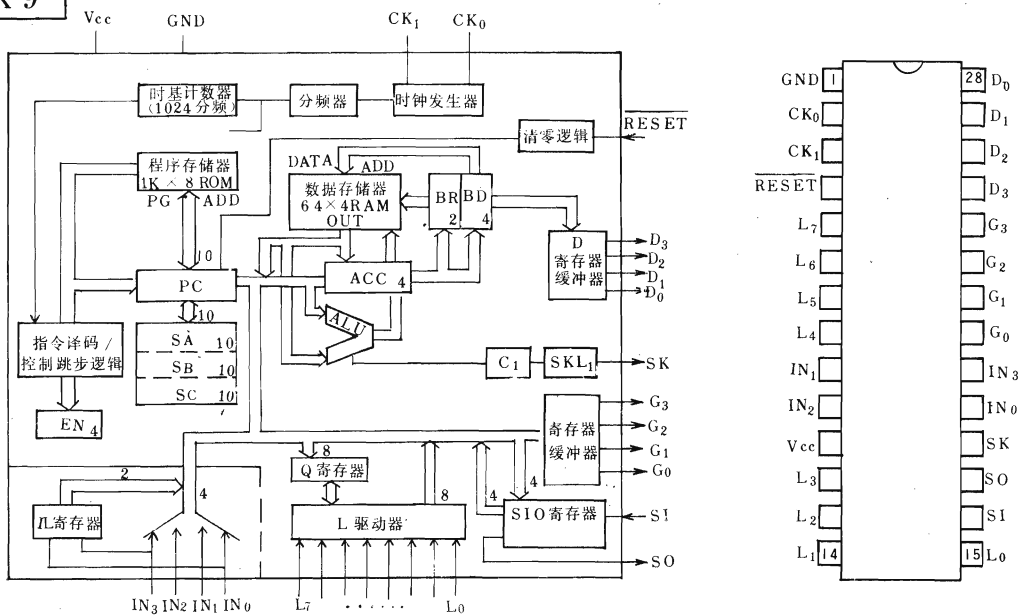 K 9
Vcc GND CK₁ CK₀
时基计数器
(1024分频)
分频器
时钟发生器
RESET
清零逻辑
程序存储器
1K × 8 ROM
PG ADD
DATA ADD
数据存储器
64×4RAM
OUT
BR 2
BD 4
D
寄存器
缓冲器
D₃
D₂
D₁
D₀
10
PC
ACC 4
10
ALU
指令译码/
控制跳步逻辑
SA 10
SB 10
SC 10
C₁
SKL₁
SK
EN₄
寄存器
缓冲器
G₃
G₂
G₁
G₀
8
Q寄存器
2
4
8
4
4
IL寄存器
L驱动器
SIO寄存器
SI
SO
IN₃ IN₂ IN₁ IN₀
L₇ ······ L₀
GND 1
CK₀
CK₁
RESET
L₇
L₆
L₅
L₄
IN₁
IN₂
Vcc
L₃
L₂
L₁ 14
28 D₀
D₁
D₂
D₃
G₃
G₂
G₁
G₀
IN₃
IN₀
SK
SO
SI
15 L₀